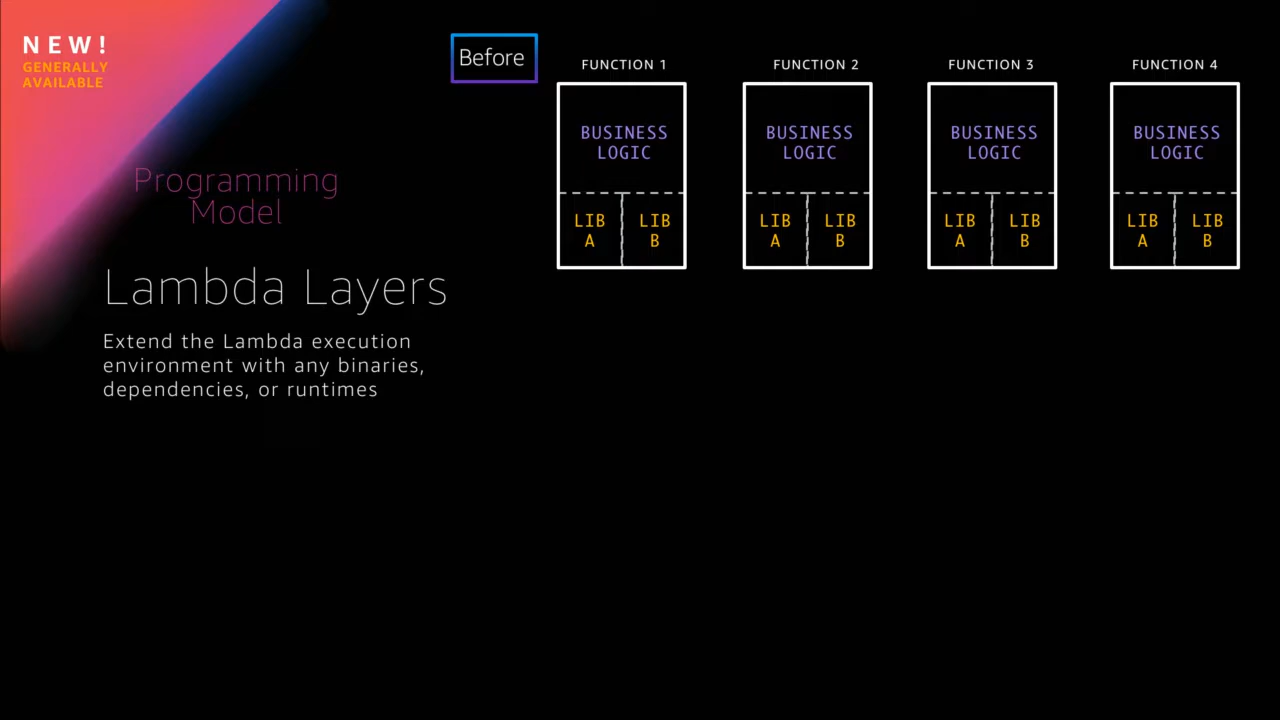 NEW!
GENERALLY
AVAILABLE
Programming
Model
Lambda Layers
Extend the Lambda execution
environment with any binaries,
dependencies, or runtimes
Before
FUNCTION 1
BUSINESS
LOGIC
LIB
A
LIB
B
FUNCTION 2
BUSINESS
LOGIC
LIB
A
LIB
B
FUNCTION 3
BUSINESS
LOGIC
LIB
A
LIB
B
FUNCTION 4
BUSINESS
LOGIC
LIB
A
LIB
B